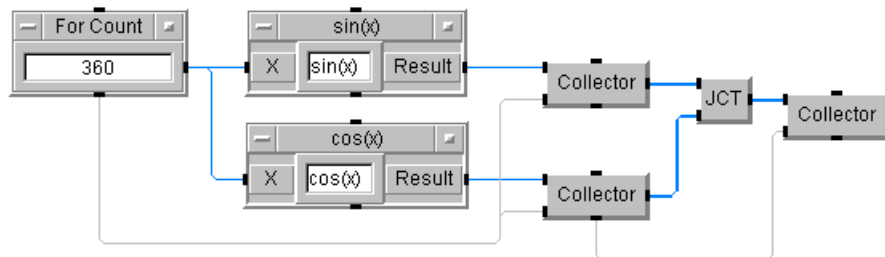 For Count
360
sin(x)
X
sin(x)
Result
cos(x)
X
cos(x)
Result
Collector
Collector
JCT
Collector